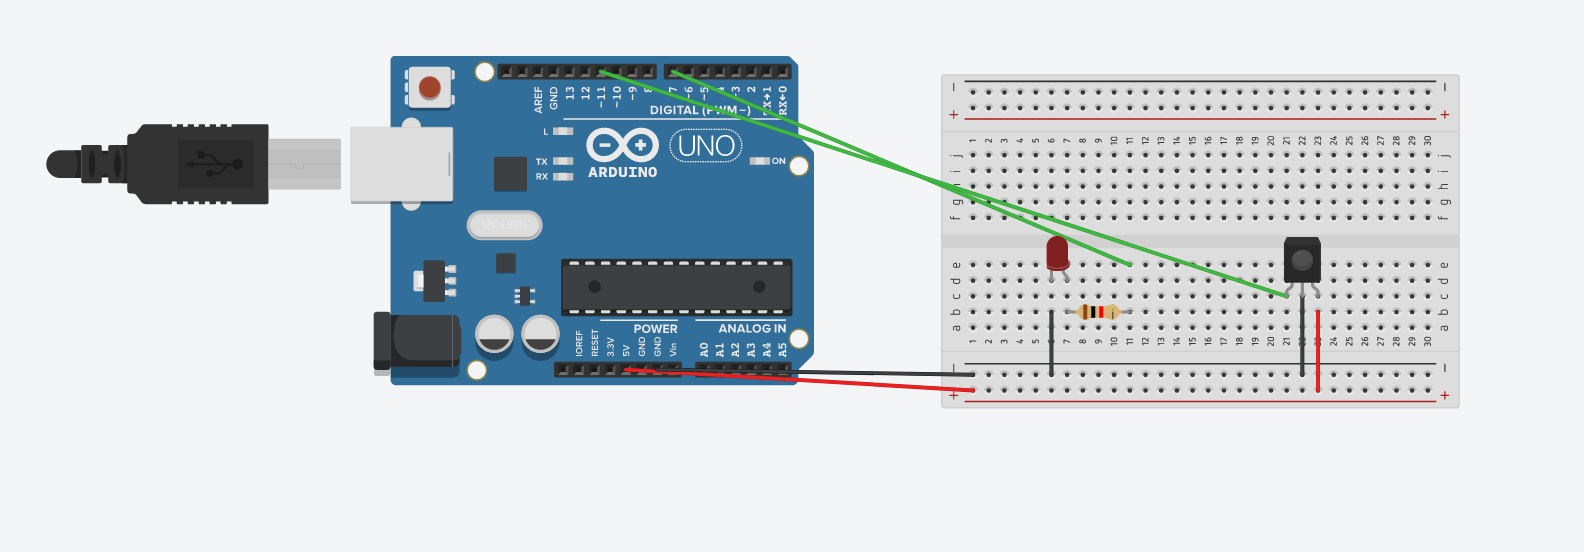 AREF
GND
13
12
~11
~10
~9
8
7
~6
~5
4
~3
2
TX→1
RX←0
DIGITAL (PWM~)
L
TX
RX
UNO
ON
ARDUINO
SPK16.000G
POWER
ANALOG IN
IOREF
RESET
3.3V
5V
GND
GND
Vin
A0
A1
A2
A3
A4
A5
− −
+ +
1 2 3 4 5 6 7 8 9 10 11 12 13 14 15 16 17 18 19 20 21 22 23 24 25 26 27 28 29 30
j j
i i
h h
g g
f f
e e
d d
c c
b b
a a
1 2 3 4 5 6 7 8 9 10 11 12 13 14 15 16 17 18 19 20 21 22 23 24 25 26 27 28 29 30
− −
+ +